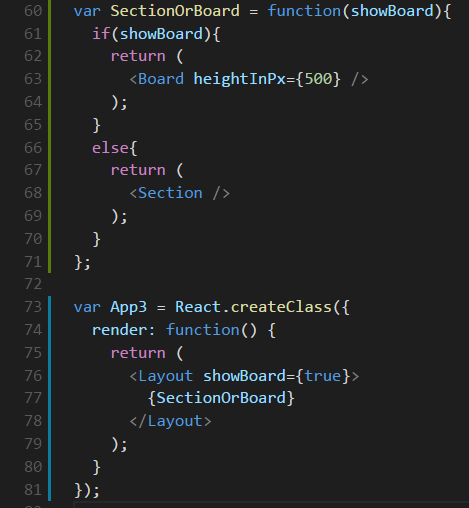 60 var SectionOrBoard = function(showBoard){
61 if(showBoard){
62 return (
63 <Board heightInPx={500} />
64 );
65 }
66 else{
67 return (
68 <Section />
69 );
70 }
71 };
72
73 var App3 = React.createClass({
74 render: function() {
75 return (
76 <Layout showBoard={true}>
77 {SectionOrBoard}
78 </Layout>
79 );
80 }
81 });